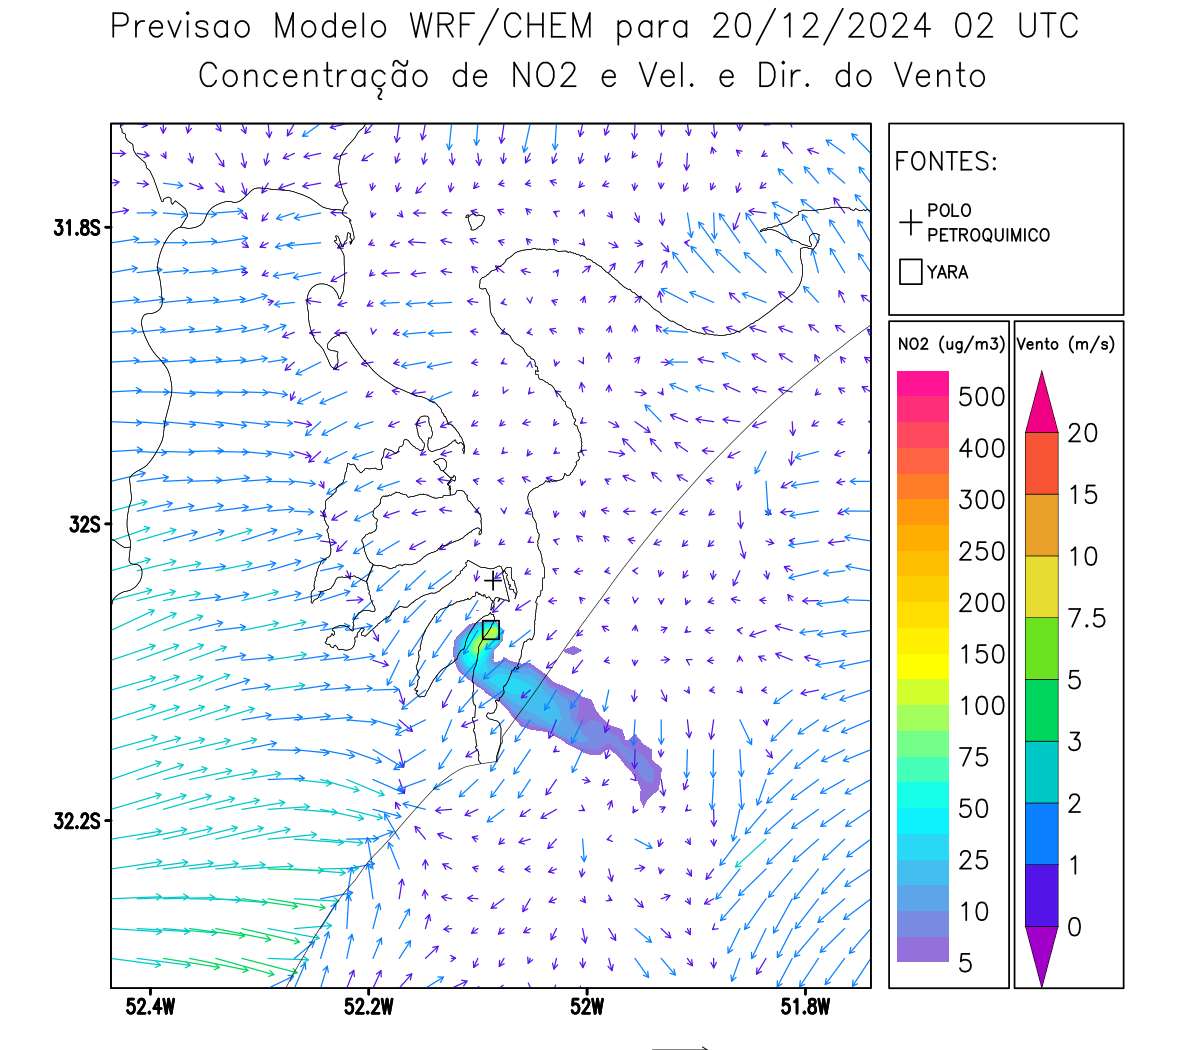 Previsao Modelo WRF/CHEM para 20/12/2024 02 UTC
Concentração de NO2 e Vel. e Dir. do Vento
FONTES:
POLO
PETROQUIMICO
YARA
NO2 (ug/m3)
500
400
300
250
200
150
100
75
50
25
10
5
Vento (m/s)
20
15
10
7.5
5
3
2
1
0
31.8S
32S
32.2S
52.4W
52.2W
52W
51.8W